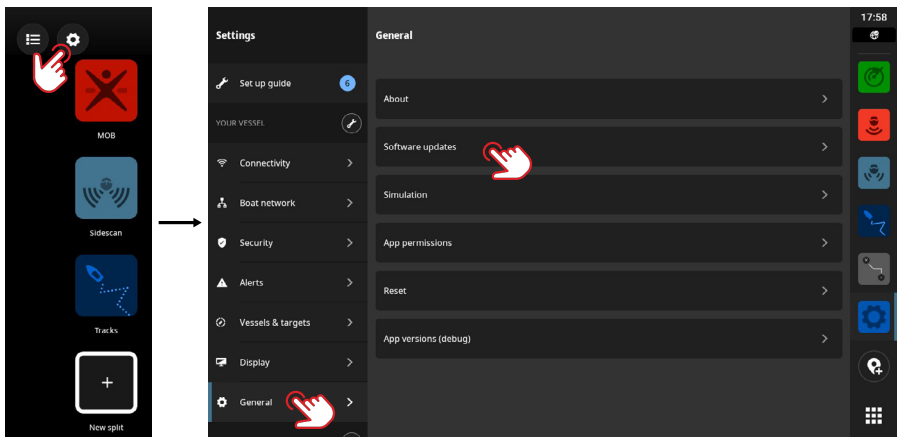 MOB
Sidescan
Tracks
+
New split
Settings
Set up guide
6
YOUR VESSEL
Connectivity
Boat network
Security
Alerts
Vessels & targets
Display
General
General
About
Software updates
Simulation
App permissions
Reset
App versions (debug)
17:58